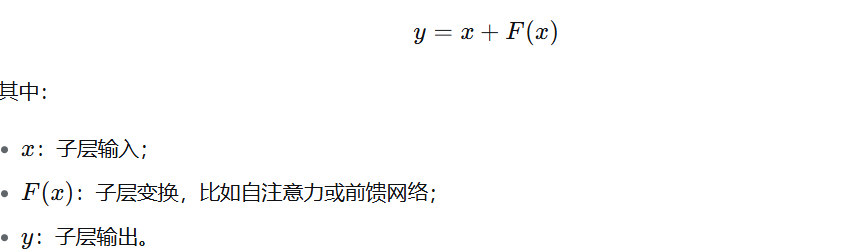 y = x + F(x)
其中：
• x：子层输入；
• F(x)：子层变换，比如自注意力或前馈网络；
• y：子层输出。